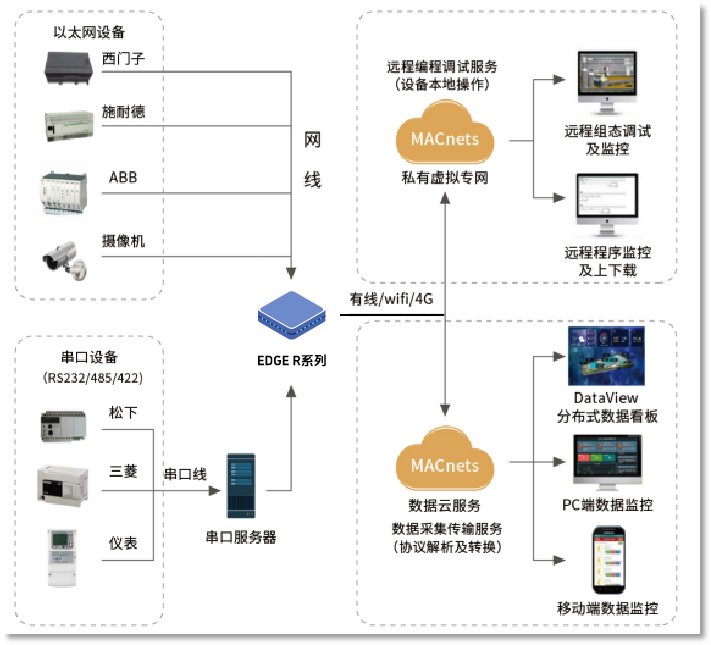 以太网设备
西门子
施耐德
ABB
摄像机
网
线
EDGE R系列
串口设备
（RS232/485/422）
松下
三菱
仪表
串口线
串口服务器
有线/wifi/4G
远程编程调试服务
（设备本地操作）
MACnets
私有虚拟专网
远程组态调试
及监控
远程程序监控
及上下载
MACnets
数据云服务
数据采集传输服务
（协议解析及转换）
DataView
分布式数据看板
PC端数据监控
移动端数据监控